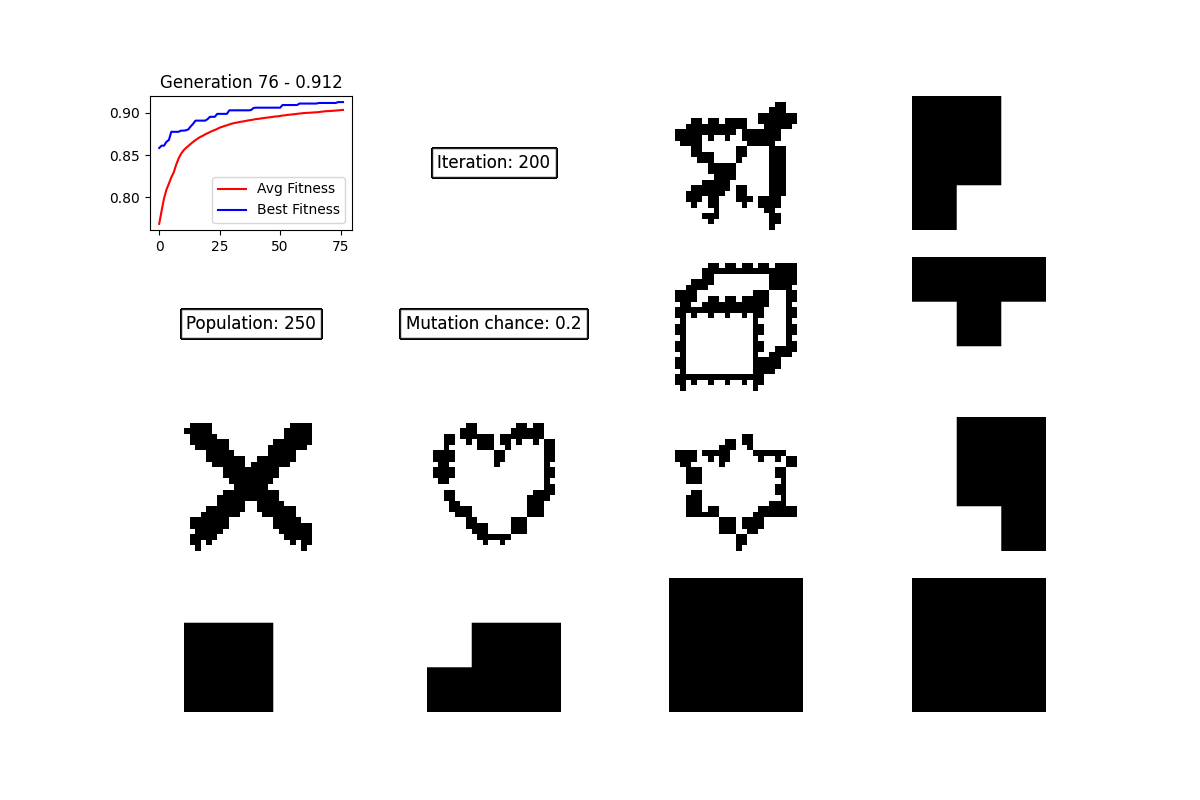 Generation 76 - 0.912
0.90
0.85
0.80
Avg Fitness
Best Fitness
0 25 50 75
Iteration: 200
Population: 250
Mutation chance: 0.2